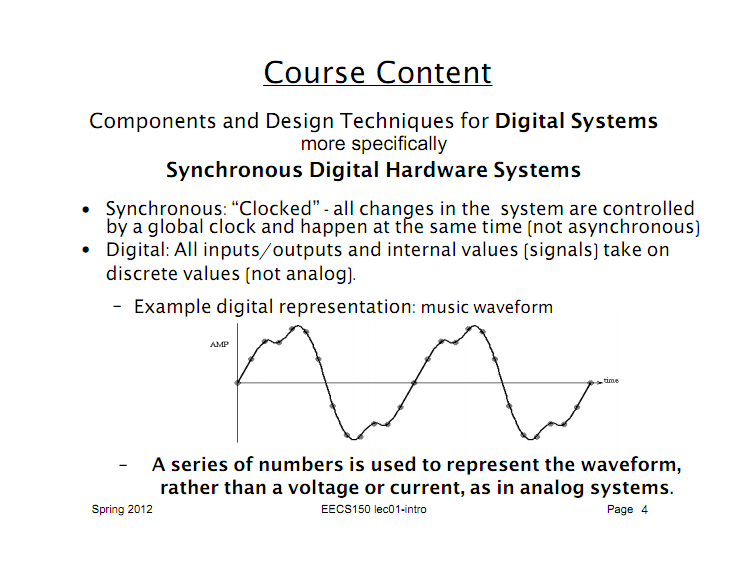 Course Content
Components and Design Techniques for Digital Systems
more specifically
Synchronous Digital Hardware Systems
• Synchronous: “Clocked” - all changes in the system are controlled
by a global clock and happen at the same time (not asynchronous)
• Digital: All inputs/outputs and internal values (signals) take on
discrete values (not analog).
– Example digital representation: music waveform
AMP
time
– A series of numbers is used to represent the waveform,
rather than a voltage or current, as in analog systems.
Spring 2012 EECS150 lec01-intro Page 4